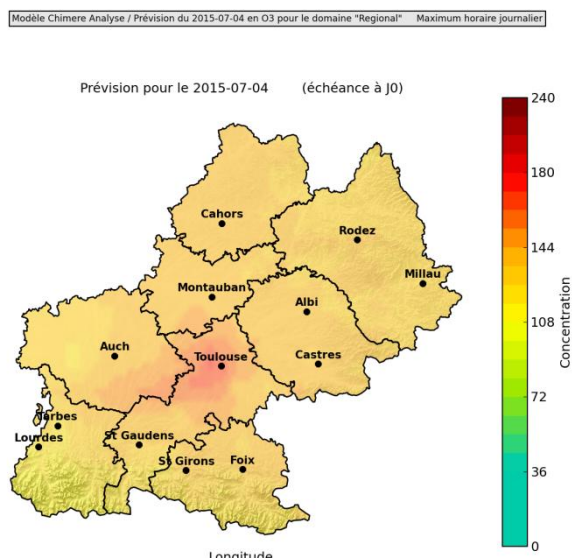 Modèle Chimere Analyse / Prévision du 2015-07-04 en O3 pour le domaine "Regional" Maximum horaire journalier
Prévision pour le 2015-07-04 (échéance à J0)
240
180
144
108
72
36
0
Concentration
Cahors
Rodez
Millau
Montauban
Albi
Auch
Toulouse
Castres
Tarbes
Lourdes
St Gaudens
St Girons
Foix
Longitude